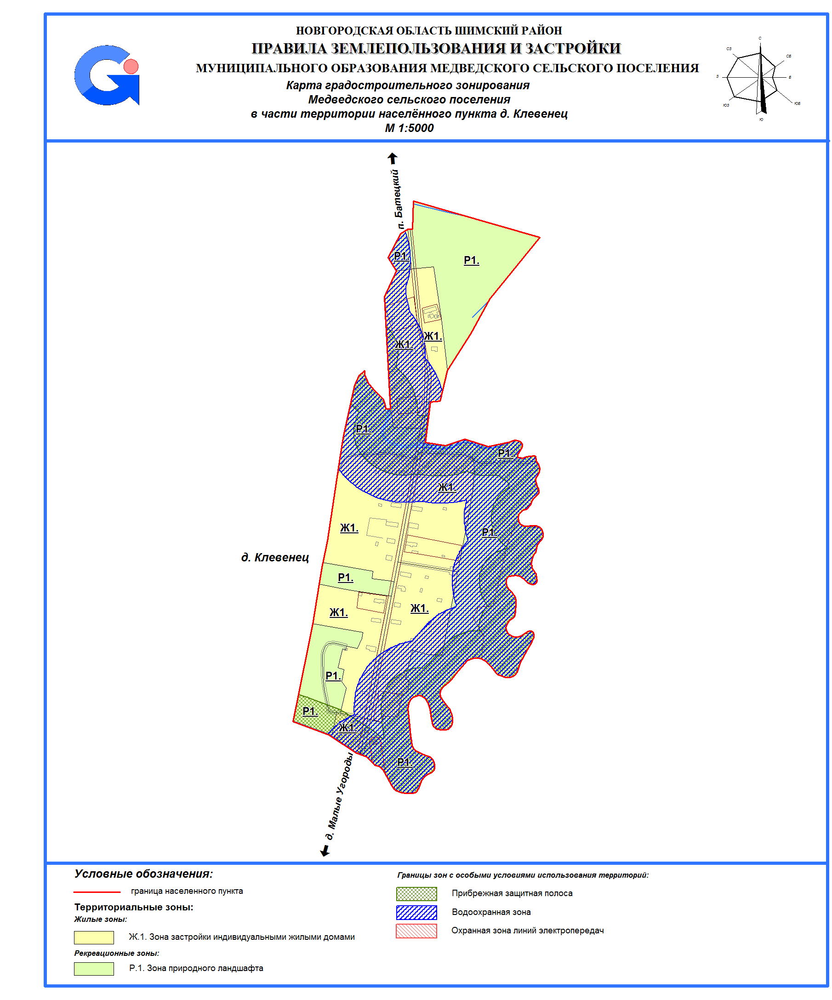 НОВГОРОДСКАЯ ОБЛАСТЬ ШИМСКИЙ РАЙОН
ПРАВИЛА ЗЕМЛЕПОЛЬЗОВАНИЯ И ЗАСТРОЙКИ
МУНИЦИПАЛЬНОГО ОБРАЗОВАНИЯ МЕДВЕДСКОГО СЕЛЬСКОГО ПОСЕЛЕНИЯ
Карта градостроительного зонирования
Медведского сельского поселения
в части территории населённого пункта д. Клевенец
М 1:5000
С
СЗ
СВ
З
В
ЮЗ
ЮВ
Ю
п. Батецкий
Р1.
Р1.
Ж1.
Ж1.
Р1.
Р1.
Ж1.
Ж1.
Р1.
д. Клевенец
Р1.
Ж1.
Ж1.
Р1.
Р1.
Ж1.
Р1.
д. Малые Угороды
Условные обозначения:
граница населенного пункта
Территориальные зоны:
Жилые зоны:
Ж.1. Зона застройки индивидуальными жилыми домами
Рекреационные зоны:
Р.1. Зона природного ландшафта
Границы зон с особыми условиями использования территорий:
Прибрежная защитная полоса
Водоохранная зона
Охранная зона линий электропередач